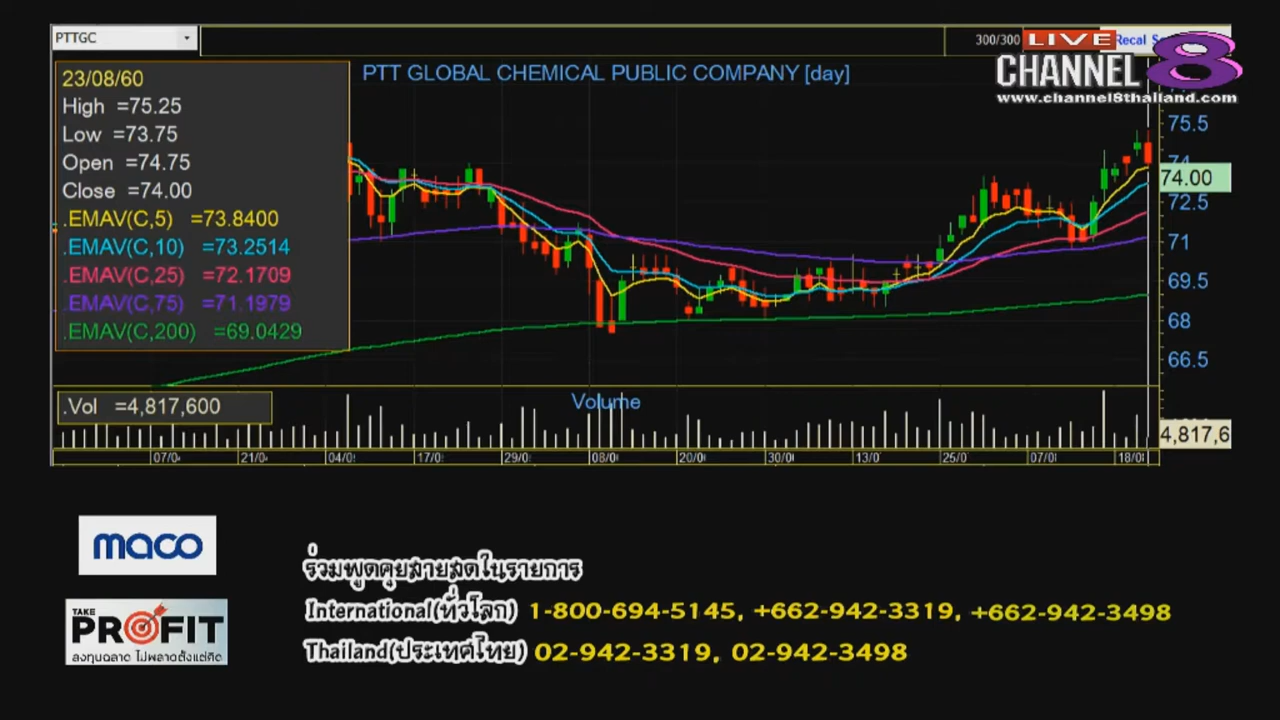 PTTGC
300/300
LIVE
Recal
CHANNEL 8
www.channel8thailand.com
PTT GLOBAL CHEMICAL PUBLIC COMPANY [day]
23/08/60
High =75.25
Low =73.75
Open =74.75
Close =74.00
.EMAV(C,5) =73.8400
.EMAV(C,10) =73.2514
.EMAV(C,25) =72.1709
.EMAV(C,75) =71.1979
.EMAV(C,200) =69.0429
75.5
74
74.00
72.5
71
69.5
68
66.5
.Vol =4,817,600
Volume
4,817,6
07/0 21/0 04/0 17/0 29/0 08/0 20/0 30/0 13/0 25/0 07/0 18/0
maco
ร่วมพูดคุยสายสดในรายการ
International(ทั่วโลก) 1-800-694-5145, +662-942-3319, +662-942-3498
Thailand(ประเทศไทย) 02-942-3319, 02-942-3498
TAKE
PROFIT
ลงทุนฉลาด ไม่พลาดตั้งแต่คิด